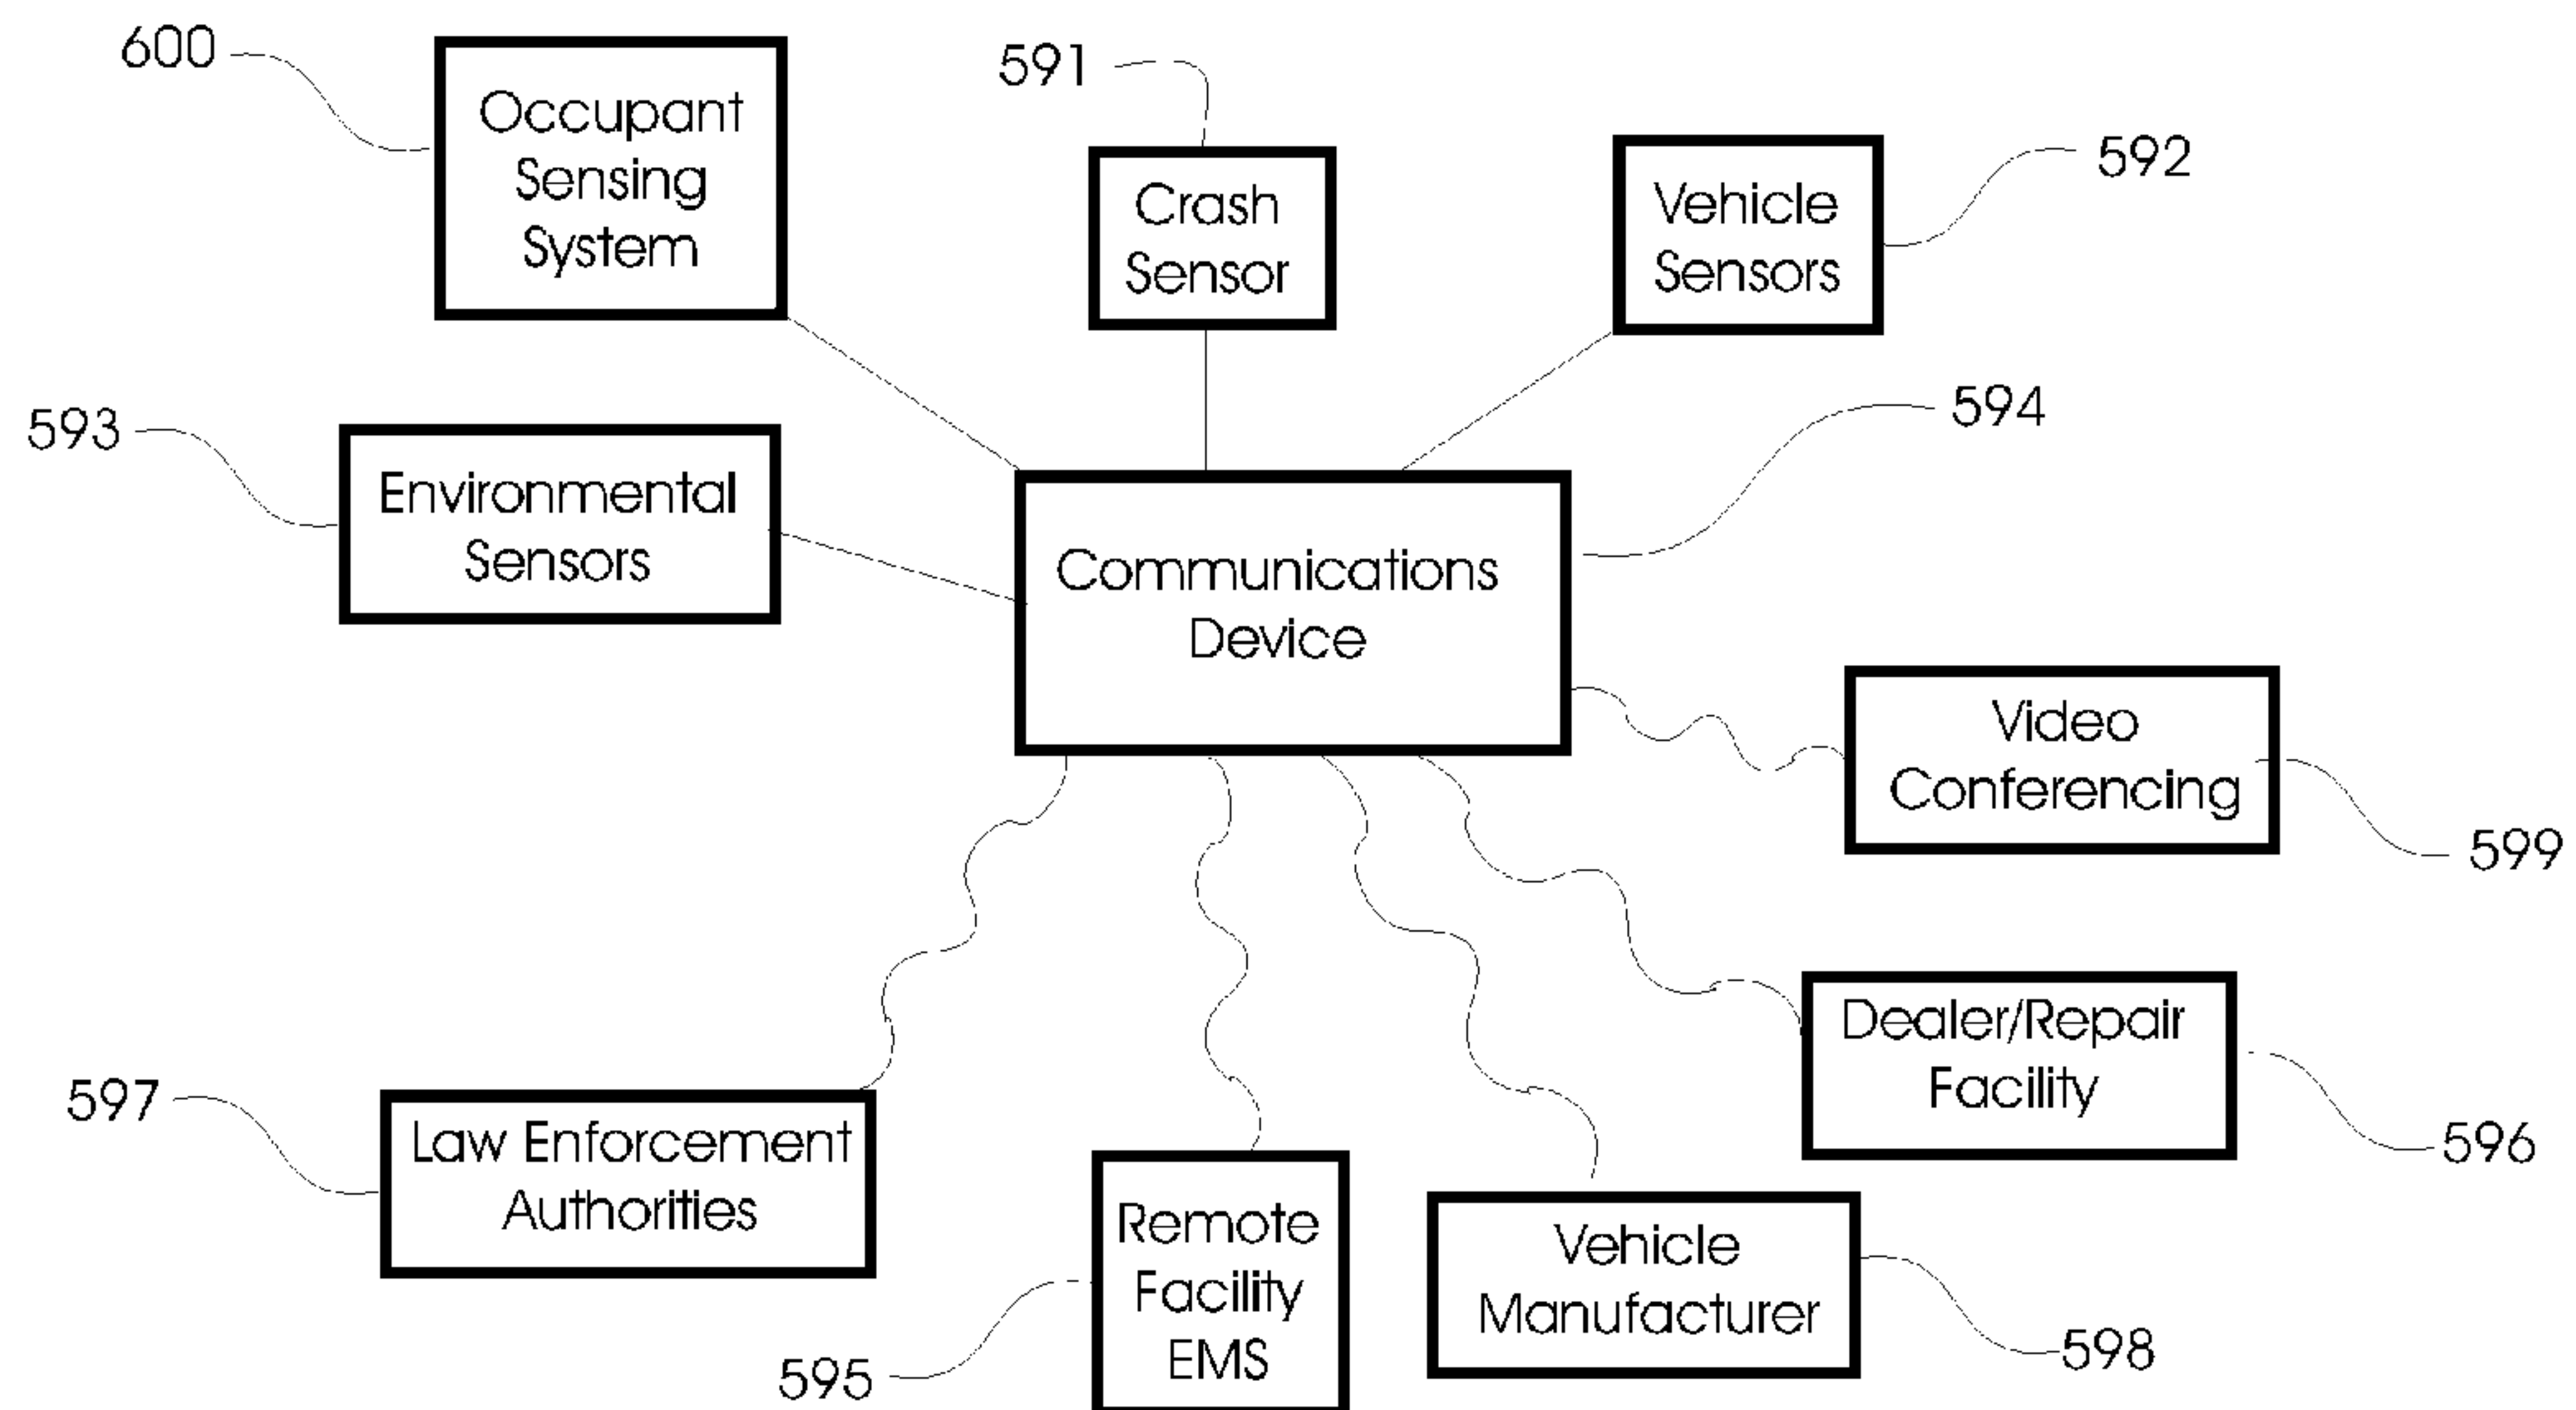 600
Occupant
Sensing
System
591
Crash
Sensor
Vehicle
Sensors
592
593
Environmental
Sensors
594
Communications
Device
Video
Conferencing
599
Dealer/Repair
Facility
596
597
Law Enforcement
Authorities
Remote
Facility
EMS
595
Vehicle
Manufacturer
598